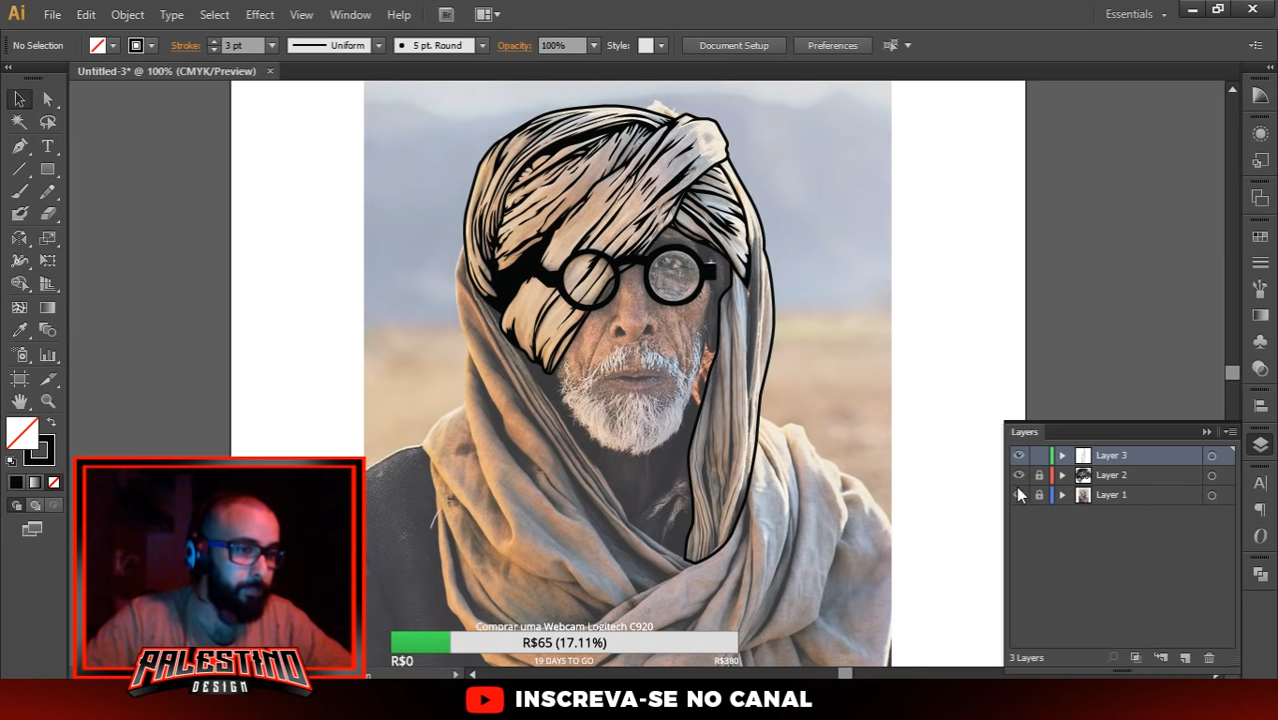 Ai File Edit Object Type Select Effect View Window Help Br Essentials
No Selection Stroke: 3 pt Uniform 5 pt. Round Opacity: 100% Style: Document Setup Preferences
Untitled-3* @ 100% (CMYK/Preview)
Layers
Layer 3
Layer 2
Layer 1
3 Layers
Comprar uma Webcam Logitech C920
R$65 (17.11%)
R$0 19 DAYS TO GO R$380
PALESTINO
DESIGN
INSCREVA-SE NO CANAL